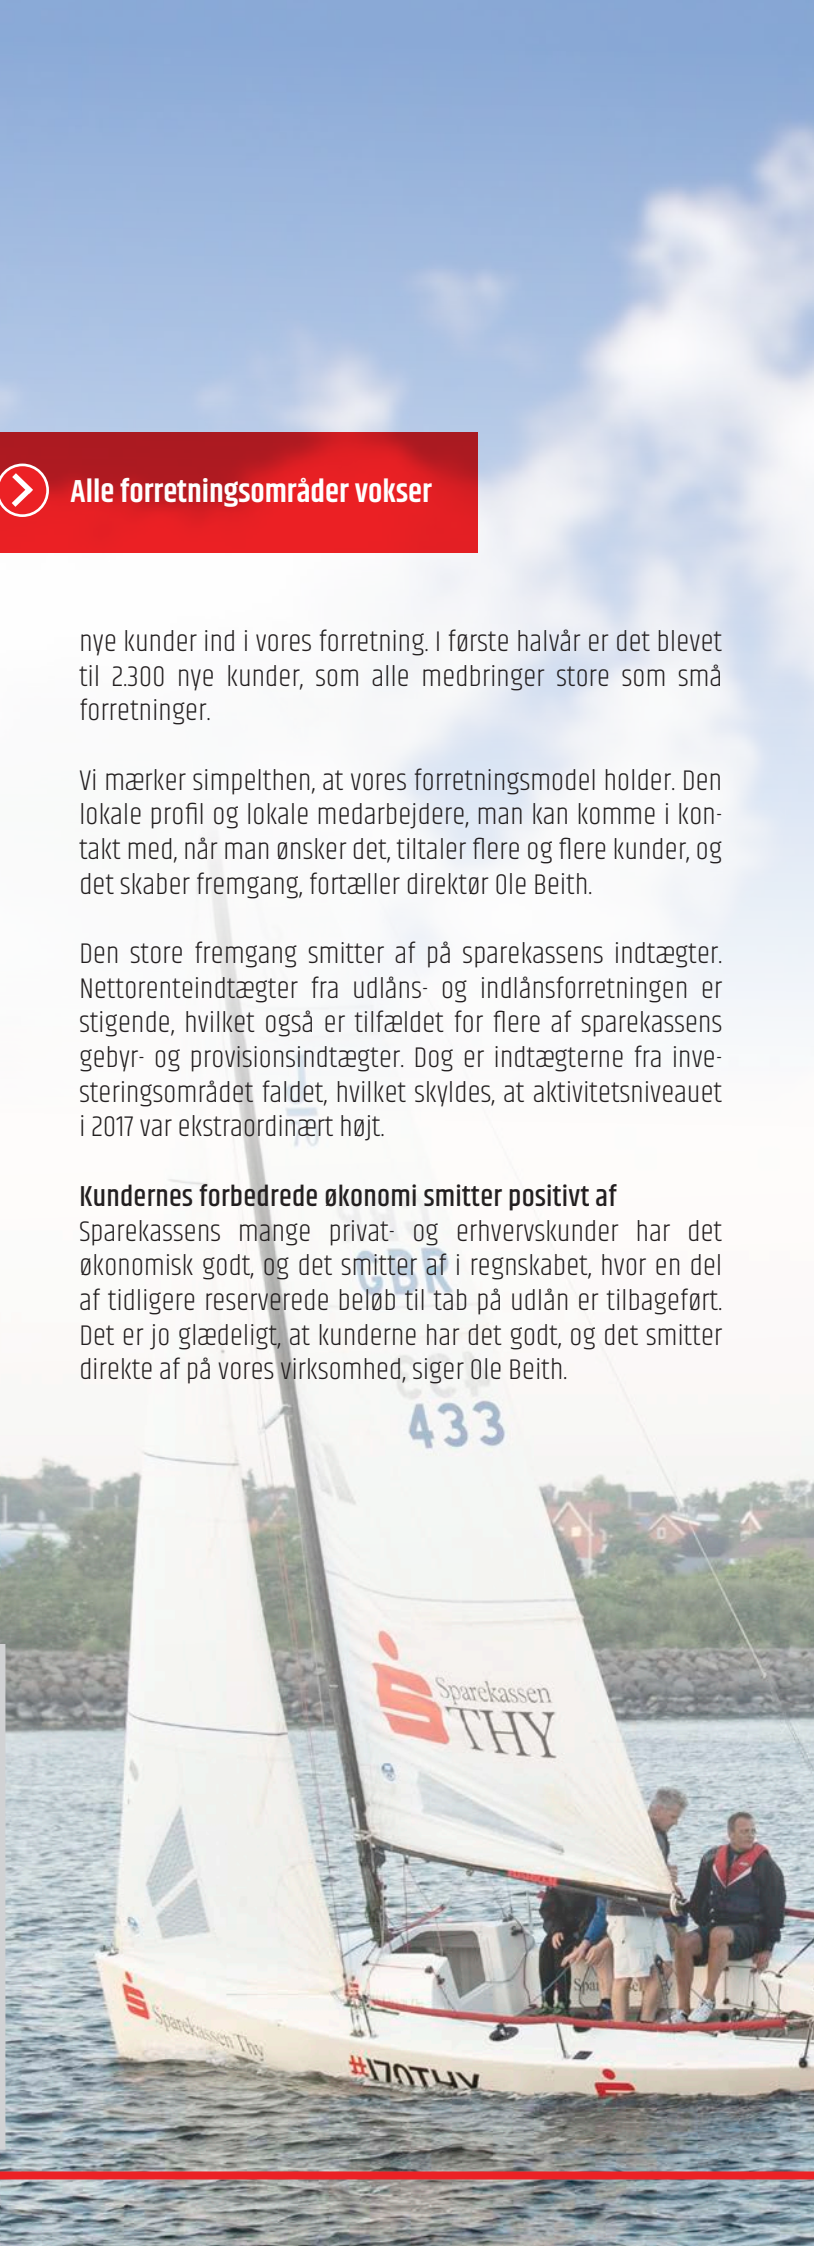 Alle forretningsområder vokser
nye kunder ind i vores forretning. I første halvår er det blevet
til 2.300 nye kunder, som alle medbringer store som små
forretninger.
Vi mærker simpelthen, at vores forretningsmodel holder. Den
lokale profil og lokale medarbejdere, man kan komme i kon-
takt med, når man ønsker det, tiltaler flere og flere kunder, og
det skaber fremgang, fortæller direktør Ole Beith.
Den store fremgang smitter af på sparekassens indtægter.
Nettorenteindtægter fra udlåns- og indlånsforretningen er
stigende, hvilket også er tilfældet for flere af sparekassens
gebyr- og provisionsindtægter. Dog er indtægterne fra inve-
steringsområdet faldet, hvilket skyldes, at aktivitetsniveauet
i 2017 var ekstraordinært højt.
Kundernes forbedrede økonomi smitter positivt af
Sparekassens mange privat- og erhvervskunder har det
økonomisk godt, og det smitter af i regnskabet, hvor en del
af tidligere reserverede beløb til tab på udlån er tilbageført.
Det er jo glædeligt, at kunderne har det godt, og det smitter
direkte af på vores virksomhed, siger Ole Beith.
GBR
433
Sparekassen
THY
Sparekassen Thy
#170THY